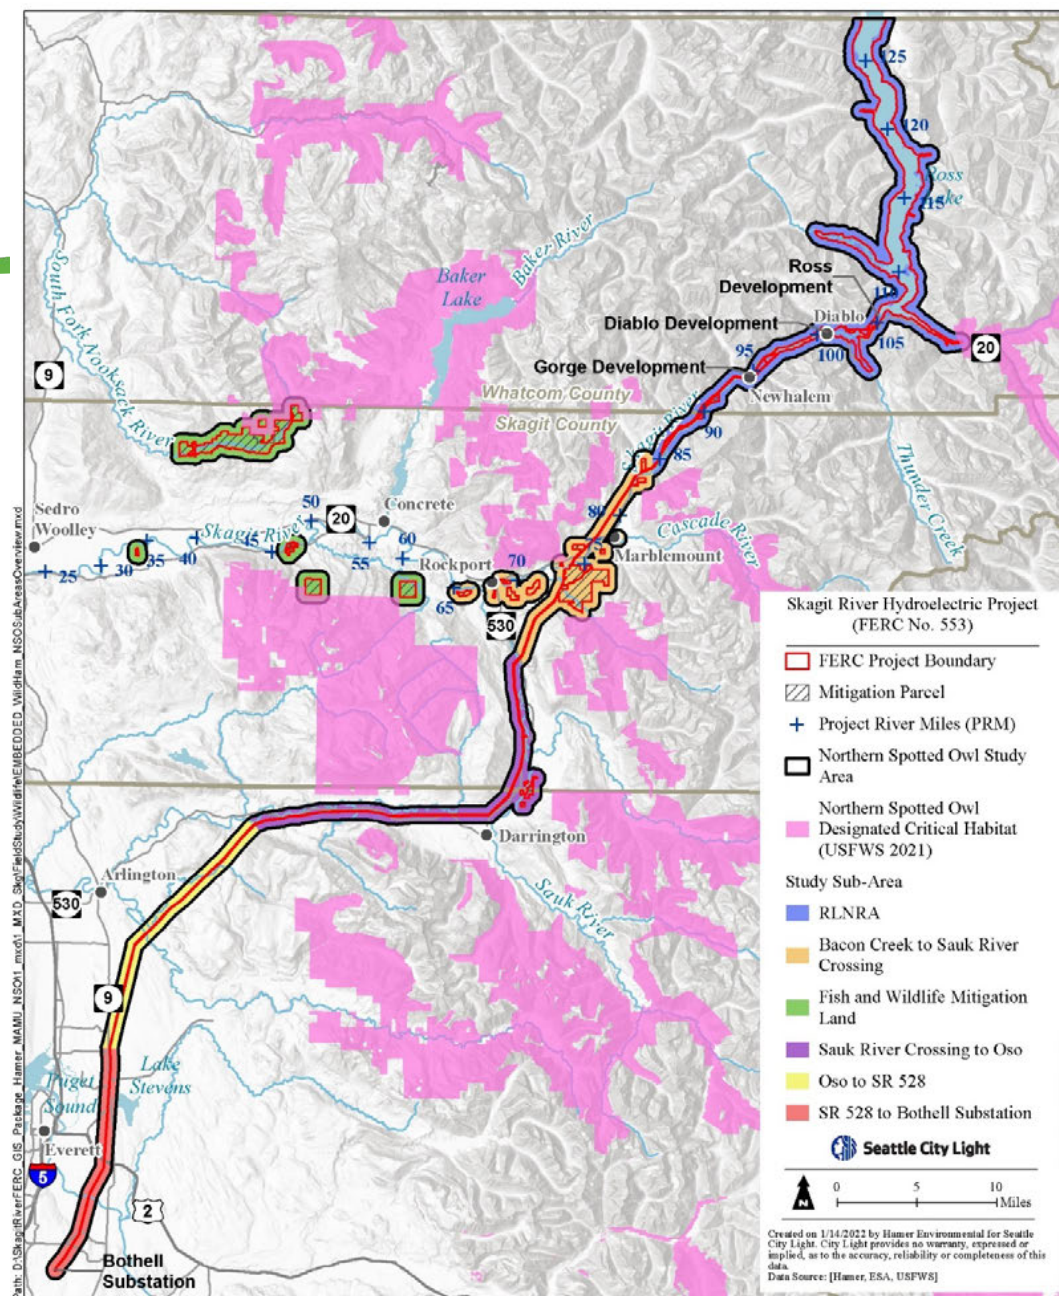 125
120
Ross
Lake
115
110
Ross
Development
Diablo Development
Diablo
105
20
100
95
Gorge Development
Newhalem
90
85
Skagit River
80
Baker River
Baker
Lake
South Fork Nooksack River
9
Whatcom County
Skagit County
Thunder Creek
Sedro
Woolley
50
20
Concrete
Skagit River
25
30
35
40
45
55
60
Rockport
70
65
530
Marblemount
Cascade River
Darrington
Sauk River
Arlington
530
9
Lake
Stevens
Puget
Sound
Everett
5
2
Bothell
Substation
Skagit River Hydroelectric Project
(FERC No. 553)
FERC Project Boundary
Mitigation Parcel
Project River Miles (PRM)
Northern Spotted Owl Study
Area
Northern Spotted Owl
Designated Critical Habitat
(USFWS 2021)
Study Sub-Area
RLNRA
Bacon Creek to Sauk River
Crossing
Fish and Wildlife Mitigation
Land
Sauk River Crossing to Oso
Oso to SR 528
SR 528 to Bothell Substation
Seattle City Light
N
0 5 10
Miles
Created on 1/14/2022 by Hamer Environmental for Seattle
City Light. City Light provides no warranty, expressed or
implied, as to the accuracy, reliability or completeness of this
data.
Data Source: [Hamer, ESA, USFWS]